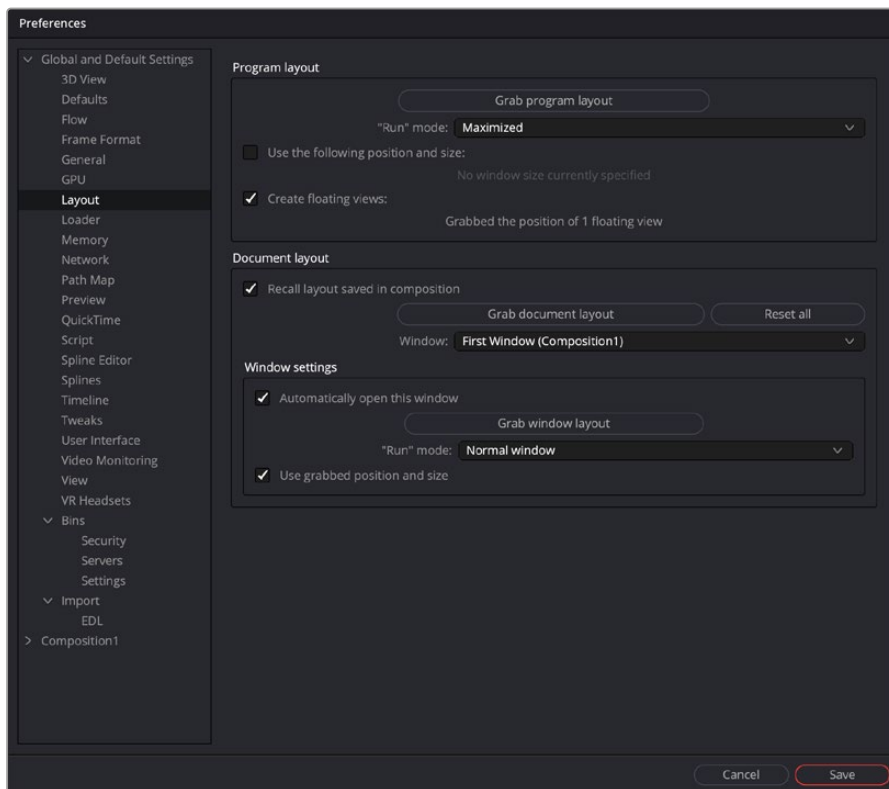 Preferences
Global and Default Settings
3D View
Defaults
Flow
Frame Format
General
GPU
Layout
Loader
Memory
Network
Path Map
Preview
QuickTime
Script
Spline Editor
Splines
Timeline
Tweaks
User Interface
Video Monitoring
View
VR Headsets
Bins
Security
Servers
Settings
Import
EDL
Composition1
Program layout
Grab program layout
"Run" mode: Maximized
Use the following position and size:
No window size currently specified
Create floating views:
Grabbed the position of 1 floating view
Document layout
Recall layout saved in composition
Grab document layout Reset all
Window: First Window (Composition1)
Window settings
Automatically open this window
Grab window layout
"Run" mode: Normal window
Use grabbed position and size
Cancel Save